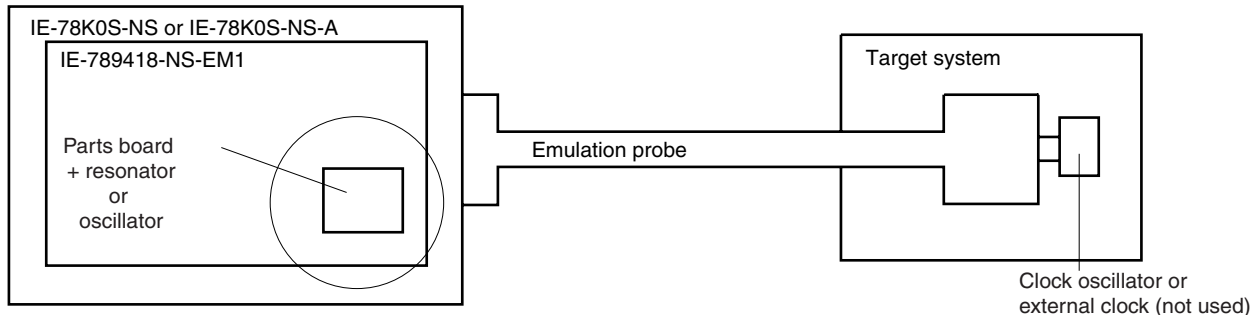 IE-78K0S-NS or IE-78K0S-NS-A
IE-789418-NS-EM1
Parts board
+ resonator
or
oscillator
Emulation probe
Target system
Clock oscillator or
external clock (not used)